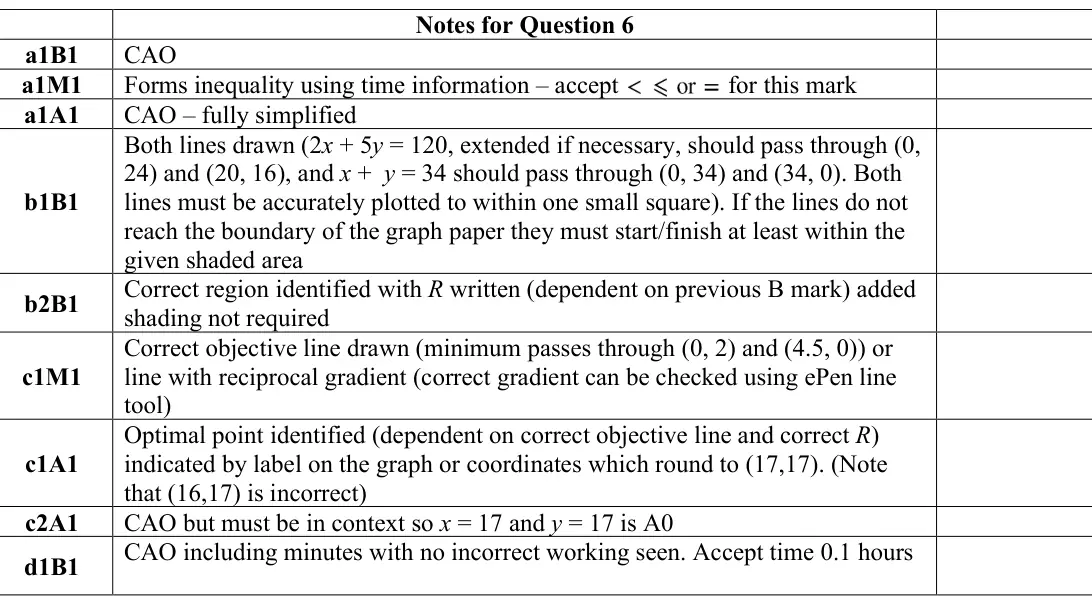 Notes for Question 6
a1B1 CAO
a1M1 Forms inequality using time information – accept < ⩽ or = for this mark
a1A1 CAO – fully simplified
Both lines drawn (2x + 5y = 120, extended if necessary, should pass through (0,
24) and (20, 16), and x +  y = 34 should pass through (0, 34) and (34, 0). Both
b1B1 lines must be accurately plotted to within one small square). If the lines do not
reach the boundary of the graph paper they must start/finish at least within the
given shaded area
b2B1 Correct region identified with R written (dependent on previous B mark) added
shading not required
Correct objective line drawn (minimum passes through (0, 2) and (4.5, 0)) or
c1M1 line with reciprocal gradient (correct gradient can be checked using ePen line
tool)
Optimal point identified (dependent on correct objective line and correct R)
c1A1 indicated by label on the graph or coordinates which round to (17,17). (Note
that (16,17) is incorrect)
c2A1 CAO but must be in context so x = 17 and y = 17 is A0
d1B1 CAO including minutes with no incorrect working seen. Accept time 0.1 hours